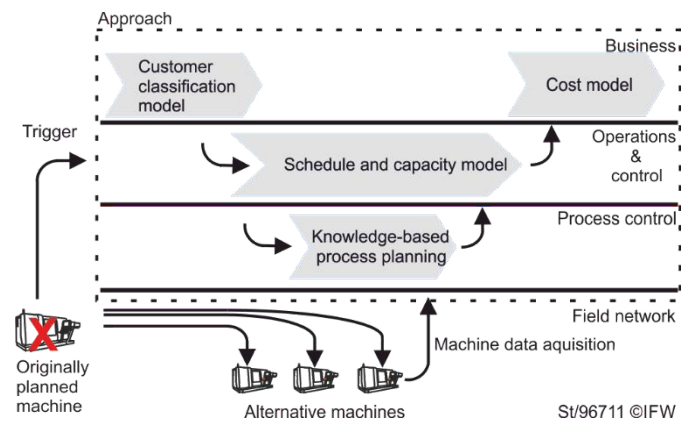 Approach
Business
Customer
classification
model
Cost model
Trigger
Operations
&
control
Schedule and capacity model
Process control
Knowledge-based
process planning
Field network
Machine data aquisition
Originally
planned
machine
Alternative machines
St/96711 ©IFW